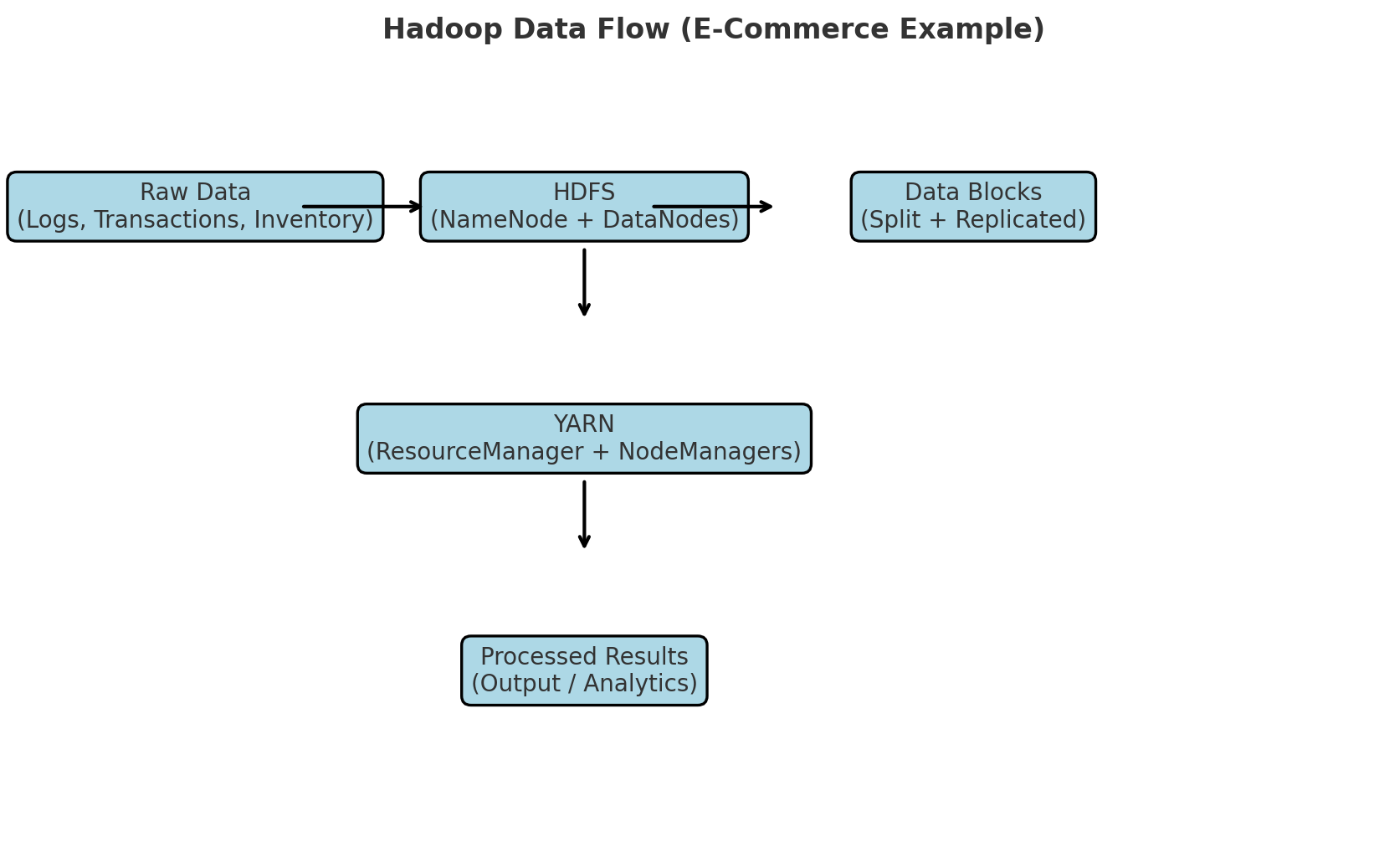 Hadoop Data Flow (E-Commerce Example)
Raw Data
(Logs, Transactions, Inventory)
HDFS
(NameNode + DataNodes)
Data Blocks
(Split + Replicated)
YARN
(ResourceManager + NodeManagers)
Processed Results
(Output / Analytics)